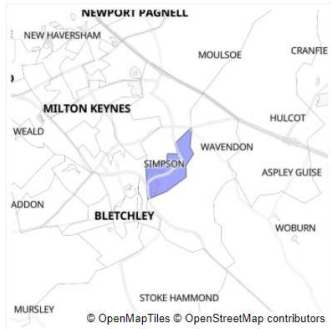 NEWPORT PAGNELL
NEW HAVERSHAM
MOULSOE
CRANFIE
MILTON KEYNES
HULCOT
WEALD
WAVENDON
SIMPSON
ASPLEY GUISE
ADDON
BLETCHLEY
WOBURN
STOKE HAMMOND
MURSLEY
© OpenMapTiles © OpenStreetMap contributors